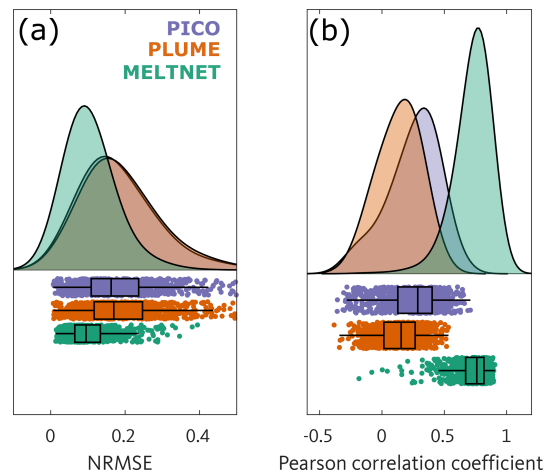 (a)
PICO
PLUME
MELTNET
(b)
0 0.2 0.4
NRMSE
-0.5 0 0.5 1
Pearson correlation coefficient